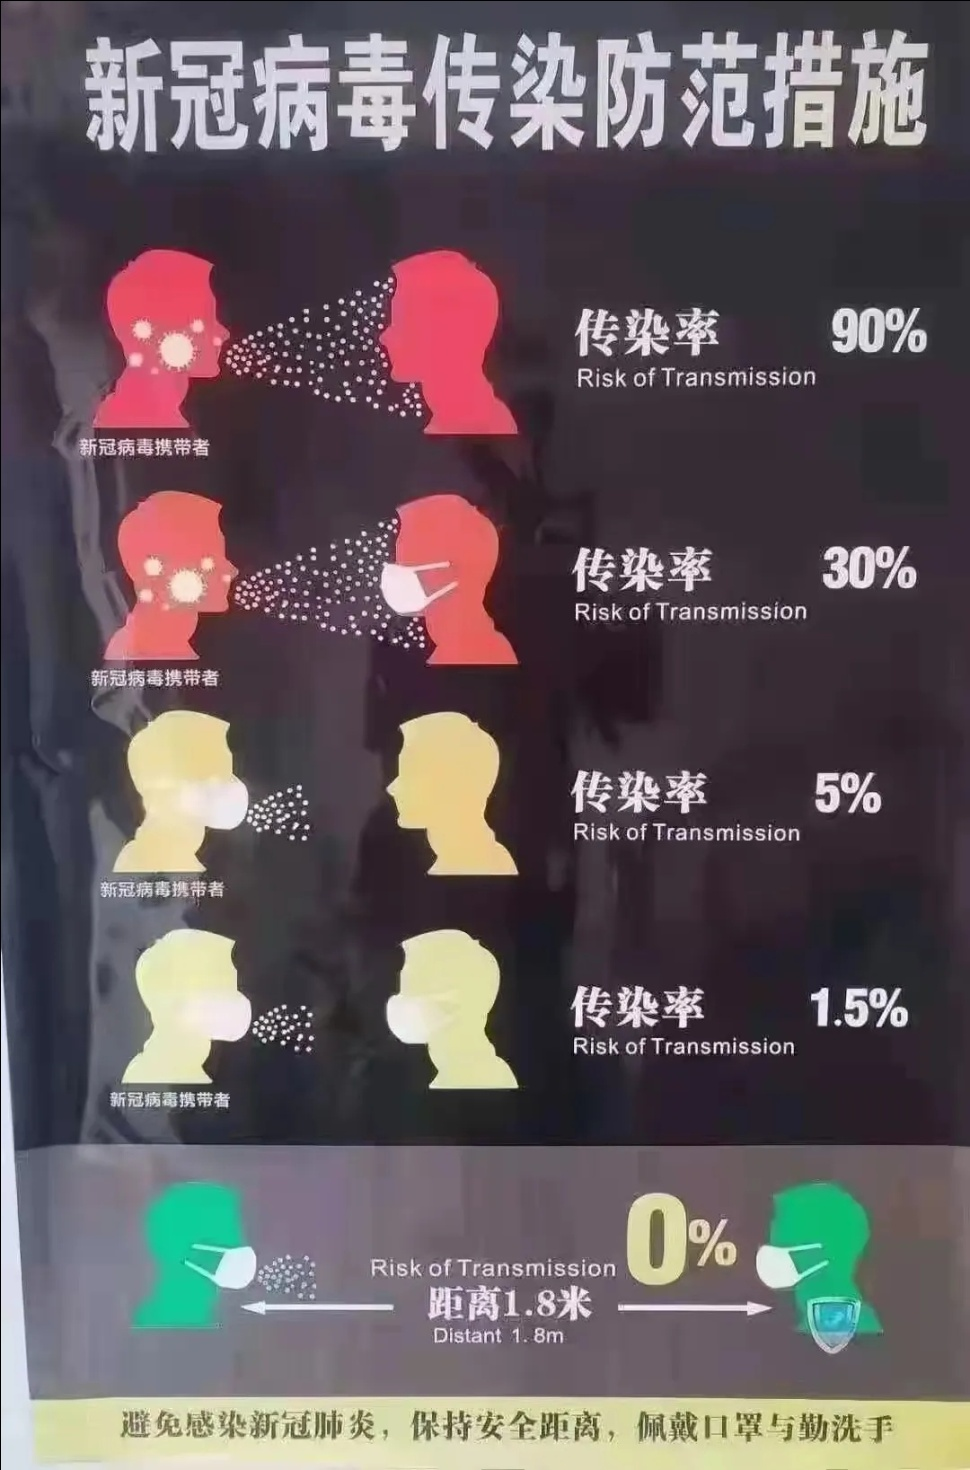 新冠病毒传染防范措施
传染率 90%
Risk of Transmission
新冠病毒携带者
传染率 30%
Risk of Transmission
新冠病毒携带者
传染率 5%
Risk of Transmission
新冠病毒携带者
传染率 1.5%
Risk of Transmission
新冠病毒携带者
Risk of Transmission 0%
距离1.8米
Distant 1.8m
避免感染新冠肺炎，保持安全距离，佩戴口罩与勤洗手